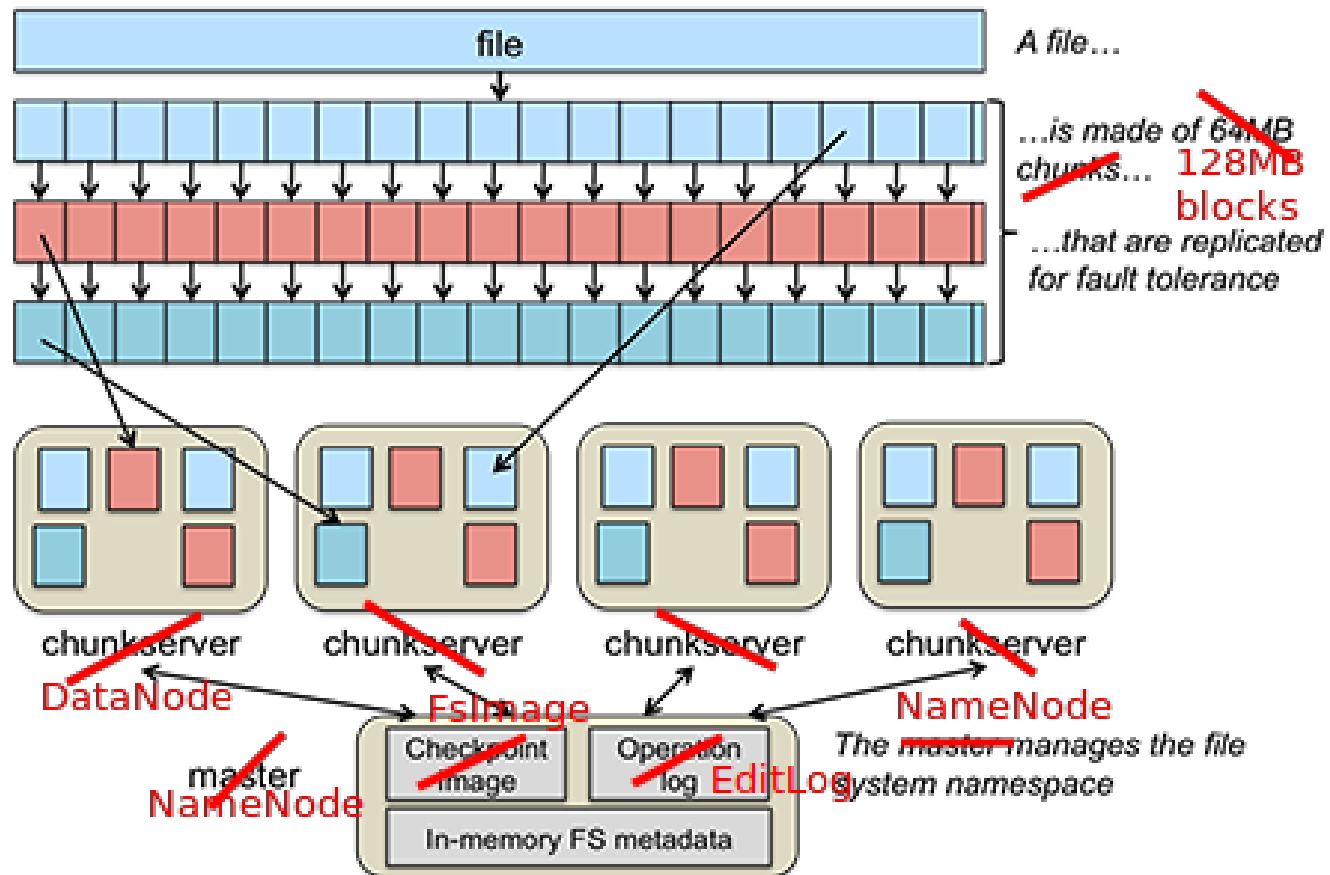 file
A file…
…is made of 64MB
chunks…
128MB
blocks
…that are replicated
for fault tolerance
chunkserver
chunkserver
chunkserver
chunkserver
DataNode
FsImage
NameNode
Checkpoint
image
Operation
log
EditLog
The master manages the file
system namespace
master
NameNode
In-memory FS metadata